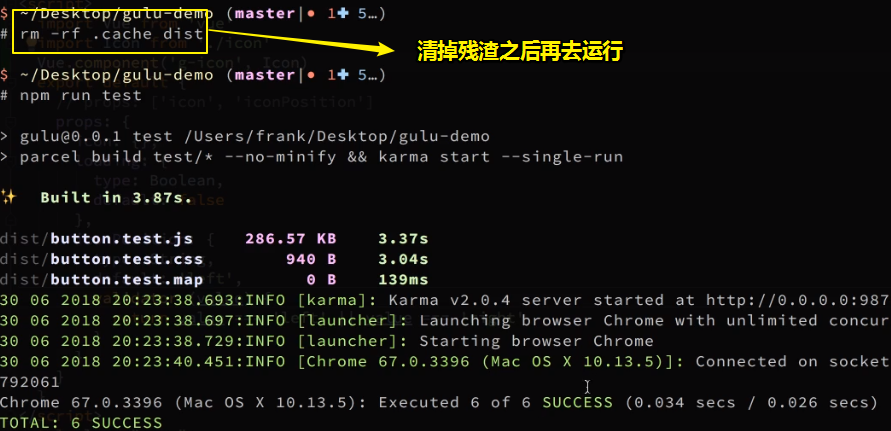 $ ~/Desktop/gulu-demo (master|● 1✚ 5…)
# rm -rf .cache dist
清掉残渣之后再去运行
$ ~/Desktop/gulu-demo (master|● 1✚ 5…)
# npm run test
> gulu@0.0.1 test /Users/frank/Desktop/gulu-demo
> parcel build test/* --no-minify && karma start --single-run
✨ Built in 3.87s.
dist/button.test.js 286.57 KB 3.37s
dist/button.test.css 940 B 3.04s
dist/button.test.map 0 B 139ms
30 06 2018 20:23:38.693:INFO [karma]: Karma v2.0.4 server started at http://0.0.0.0:987
30 06 2018 20:23:38.697:INFO [launcher]: Launching browser Chrome with unlimited concur
30 06 2018 20:23:38.729:INFO [launcher]: Starting browser Chrome
30 06 2018 20:23:40.451:INFO [Chrome 67.0.3396 (Mac OS X 10.13.5)]: Connected on socket
792061
Chrome 67.0.3396 (Mac OS X 10.13.5): Executed 6 of 6 SUCCESS (0.034 secs / 0.026 secs)
TOTAL: 6 SUCCESS